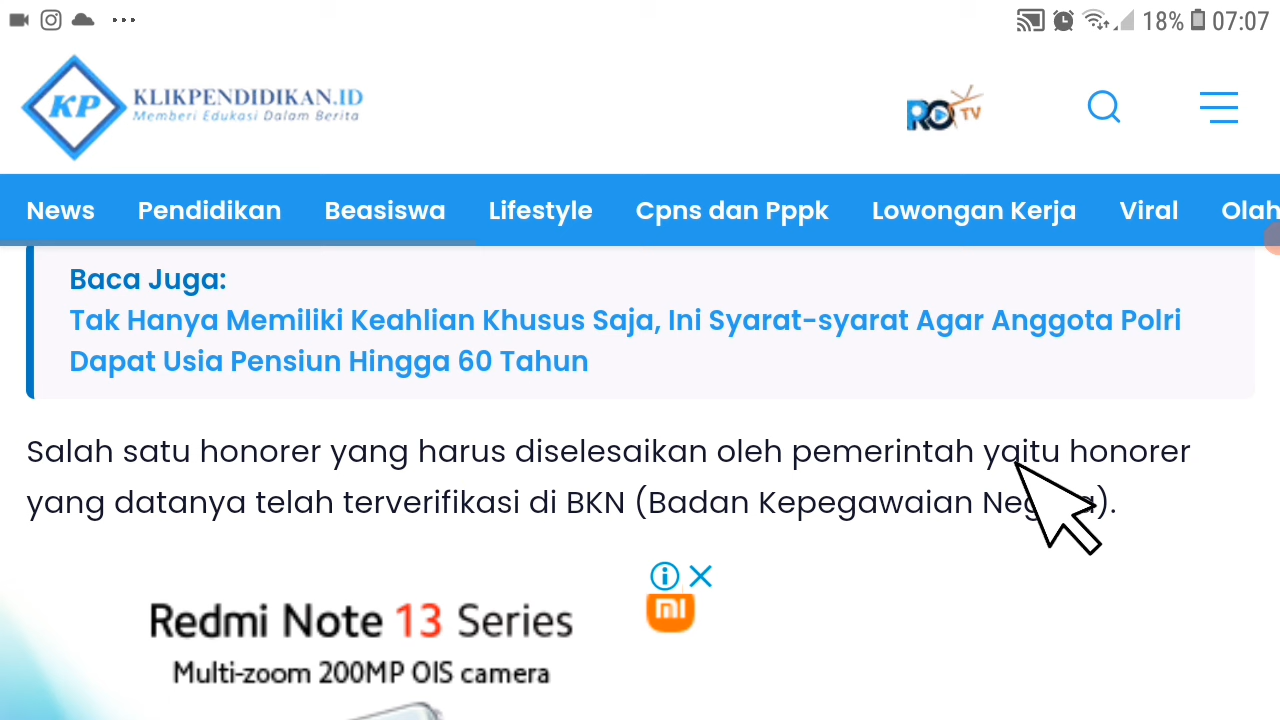 18% 07:07
KP KLIKPENDIDIKAN.ID
Memberi Edukasi Dalam Berita
RO TV
News Pendidikan Beasiswa Lifestyle Cpns dan Pppk Lowongan Kerja Viral Olah
Baca Juga:
Tak Hanya Memiliki Keahlian Khusus Saja, Ini Syarat-syarat Agar Anggota Polri
Dapat Usia Pensiun Hingga 60 Tahun
Salah satu honorer yang harus diselesaikan oleh pemerintah yaitu honorer
yang datanya telah terverifikasi di BKN (Badan Kepegawaian Negara).
mi
Redmi Note 13 Series
Multi-zoom 200MP OIS camera